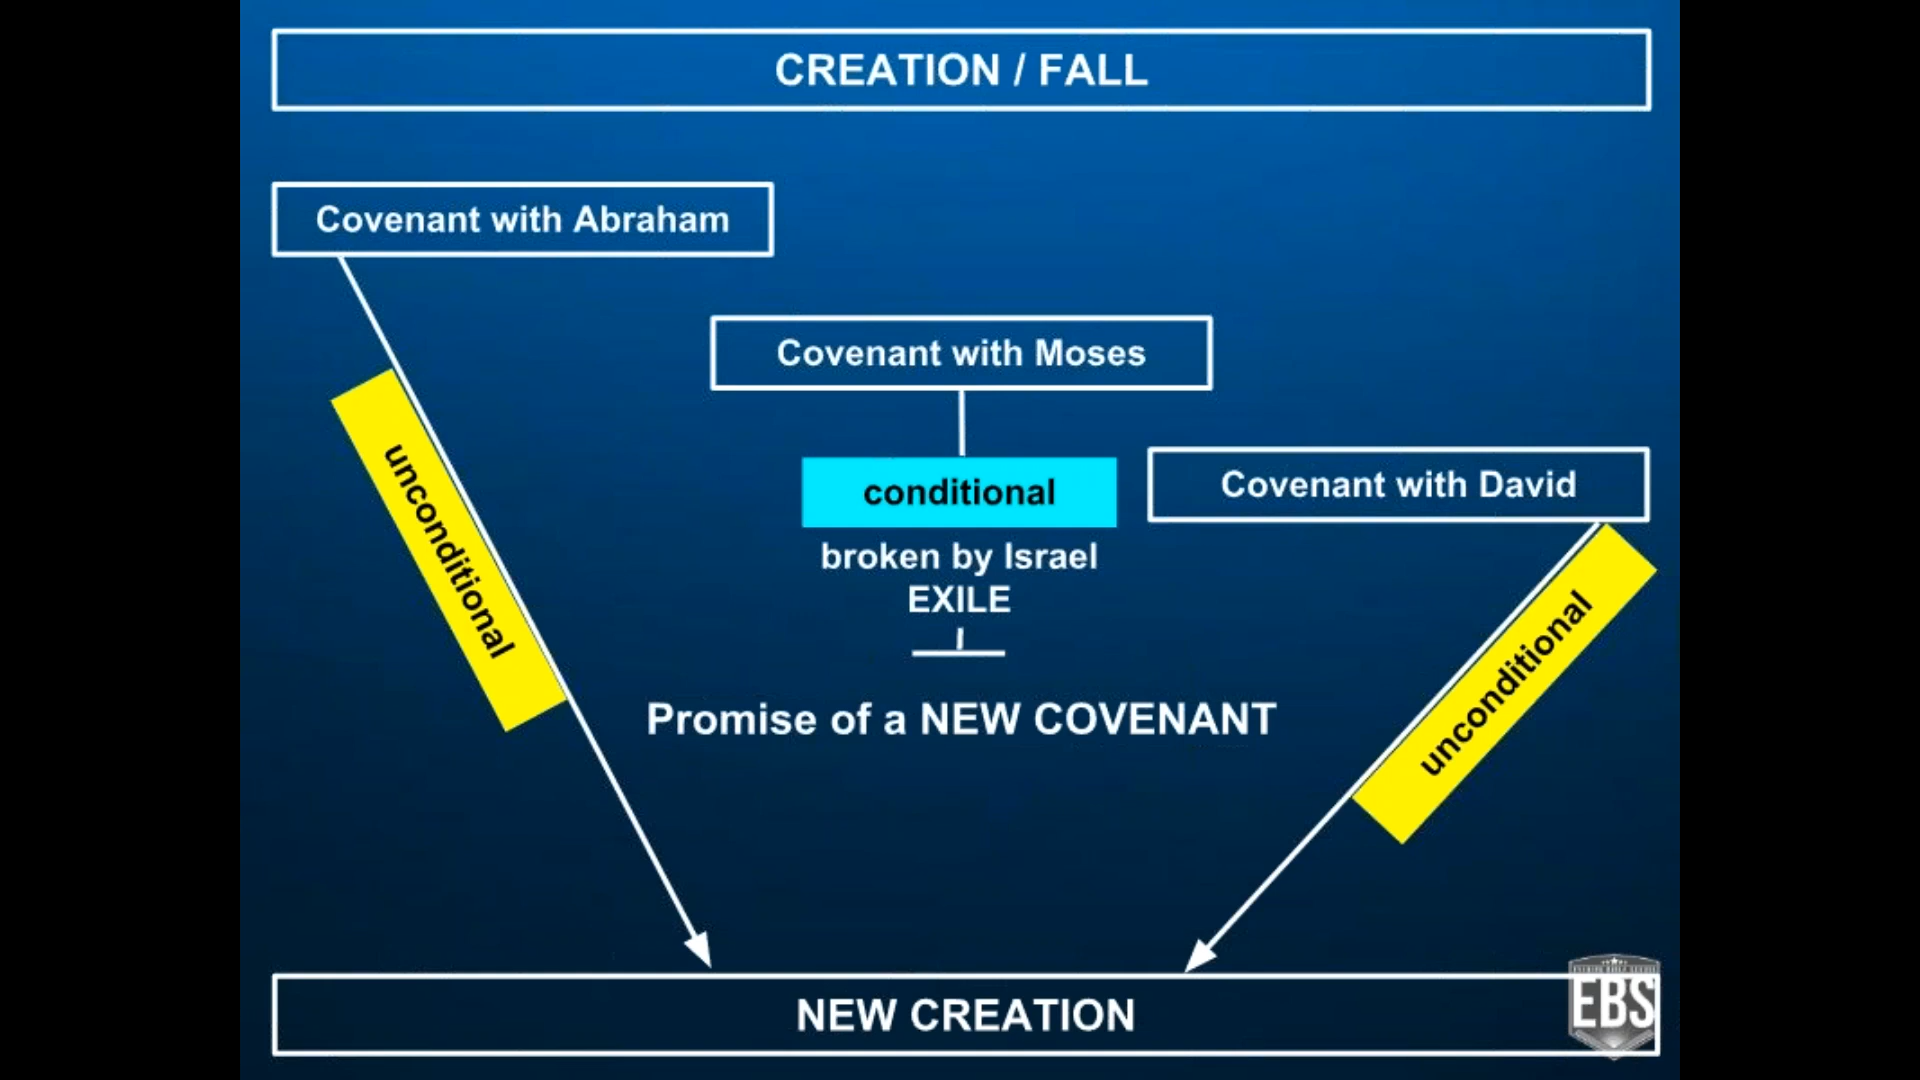 CREATION / FALL
Covenant with Abraham
Covenant with Moses
unconditional
conditional
Covenant with David
broken by Israel
EXILE
unconditional
Promise of a NEW COVENANT
NEW CREATION
EBS